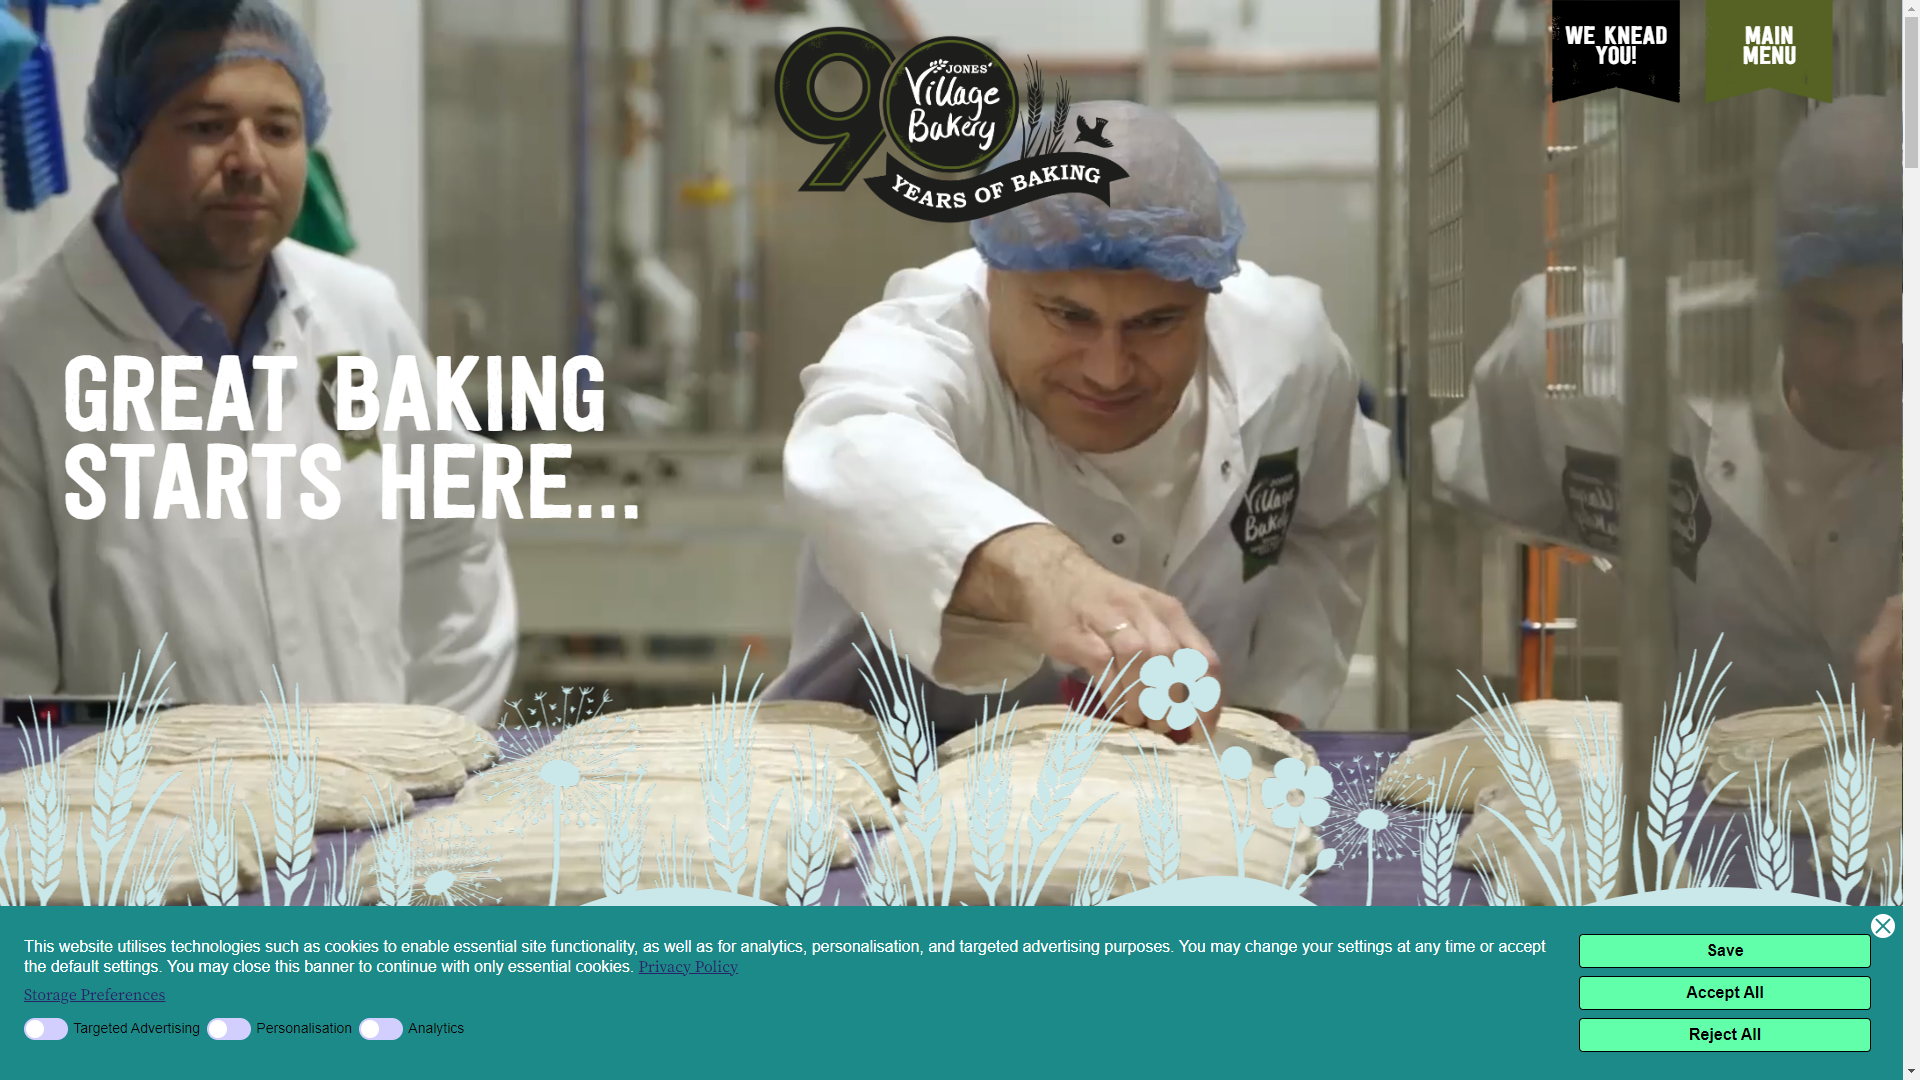 WE KNEAD
YOU!
MAIN
MENU
90
JONES'
Village
Bakery
YEARS OF BAKING
GREAT BAKING
STARTS HERE...
Village
Bakery
This website utilises technologies such as cookies to enable essential site functionality, as well as for analytics, personalisation, and targeted advertising purposes. You may change your settings at any time or accept
the default settings. You may close this banner to continue with only essential cookies. Privacy Policy
Storage Preferences
Targeted Advertising Personalisation Analytics
Save
Accept All
Reject All